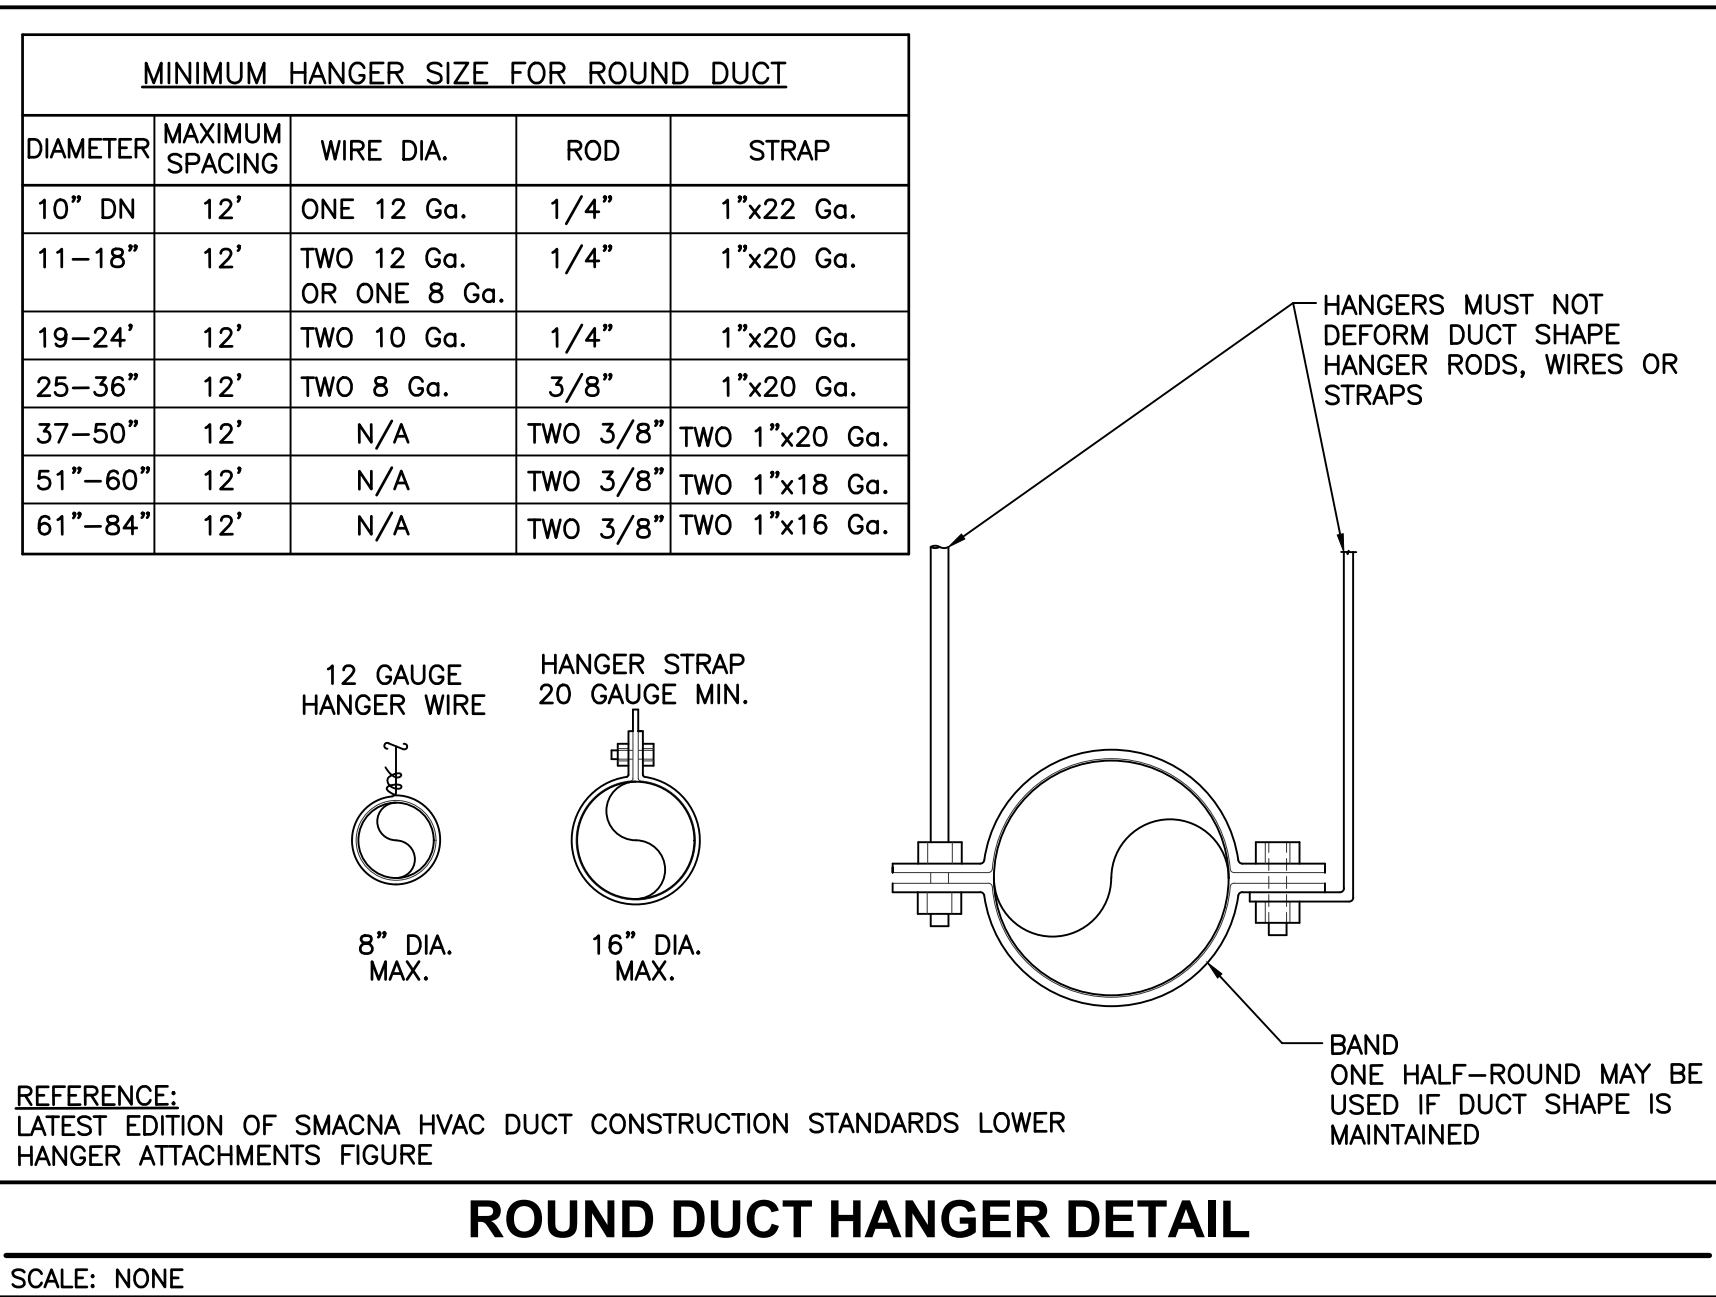 MINIMUM HANGER SIZE FOR ROUND DUCT
DIAMETER MAXIMUM SPACING WIRE DIA. ROD STRAP
10” DN 12’ ONE 12 Ga. 1/4” 1”x22 Ga.
11–18” 12’ TWO 12 Ga. 1/4” 1”x20 Ga.
OR ONE 8 Ga.
19–24’ 12’ TWO 10 Ga. 1/4” 1”x20 Ga.
25–36” 12’ TWO 8 Ga. 3/8” 1”x20 Ga.
37–50” 12’ N/A TWO 3/8” TWO 1”x20 Ga.
51”–60” 12’ N/A TWO 3/8” TWO 1”x18 Ga.
61”–84” 12’ N/A TWO 3/8” TWO 1”x16 Ga.
HANGERS MUST NOT
DEFORM DUCT SHAPE
HANGER RODS, WIRES OR
STRAPS
12 GAUGE
HANGER WIRE
HANGER STRAP
20 GAUGE MIN.
8” DIA.
MAX.
16” DIA.
MAX.
BAND
ONE HALF–ROUND MAY BE
USED IF DUCT SHAPE IS
MAINTAINED
REFERENCE:
LATEST EDITION OF SMACNA HVAC DUCT CONSTRUCTION STANDARDS LOWER
HANGER ATTACHMENTS FIGURE
ROUND DUCT HANGER DETAIL
SCALE: NONE